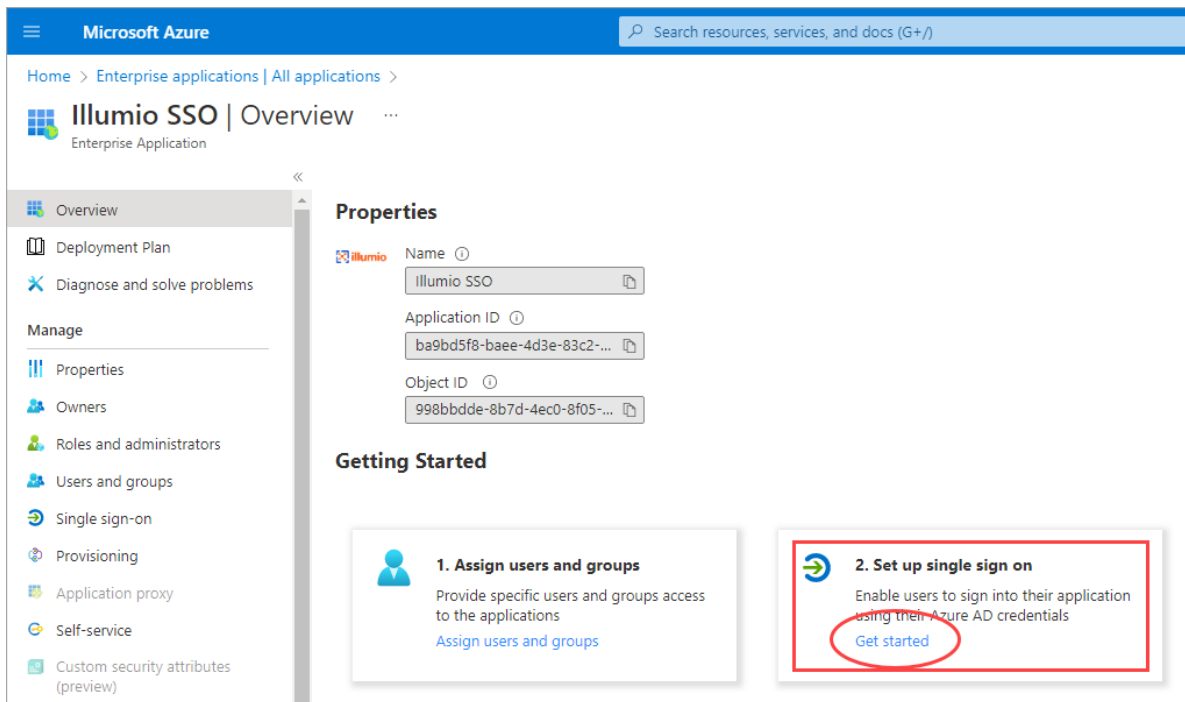 Microsoft Azure
Search resources, services, and docs (G+/)
Home > Enterprise applications | All applications >
Illumio SSO | Overview ...
Enterprise Application
«
Overview
Deployment Plan
Diagnose and solve problems
Manage
Properties
Owners
Roles and administrators
Users and groups
Single sign-on
Provisioning
Application proxy
Self-service
Custom security attributes
(preview)
Properties
illumio
Name
Illumio SSO
Application ID
ba9bd5f8-baee-4d3e-83c2-...
Object ID
998bbdde-8b7d-4ec0-8f05-...
Getting Started
1. Assign users and groups
Provide specific users and groups access
to the applications
Assign users and groups
2. Set up single sign on
Enable users to sign into their application
using their Azure AD credentials
Get started